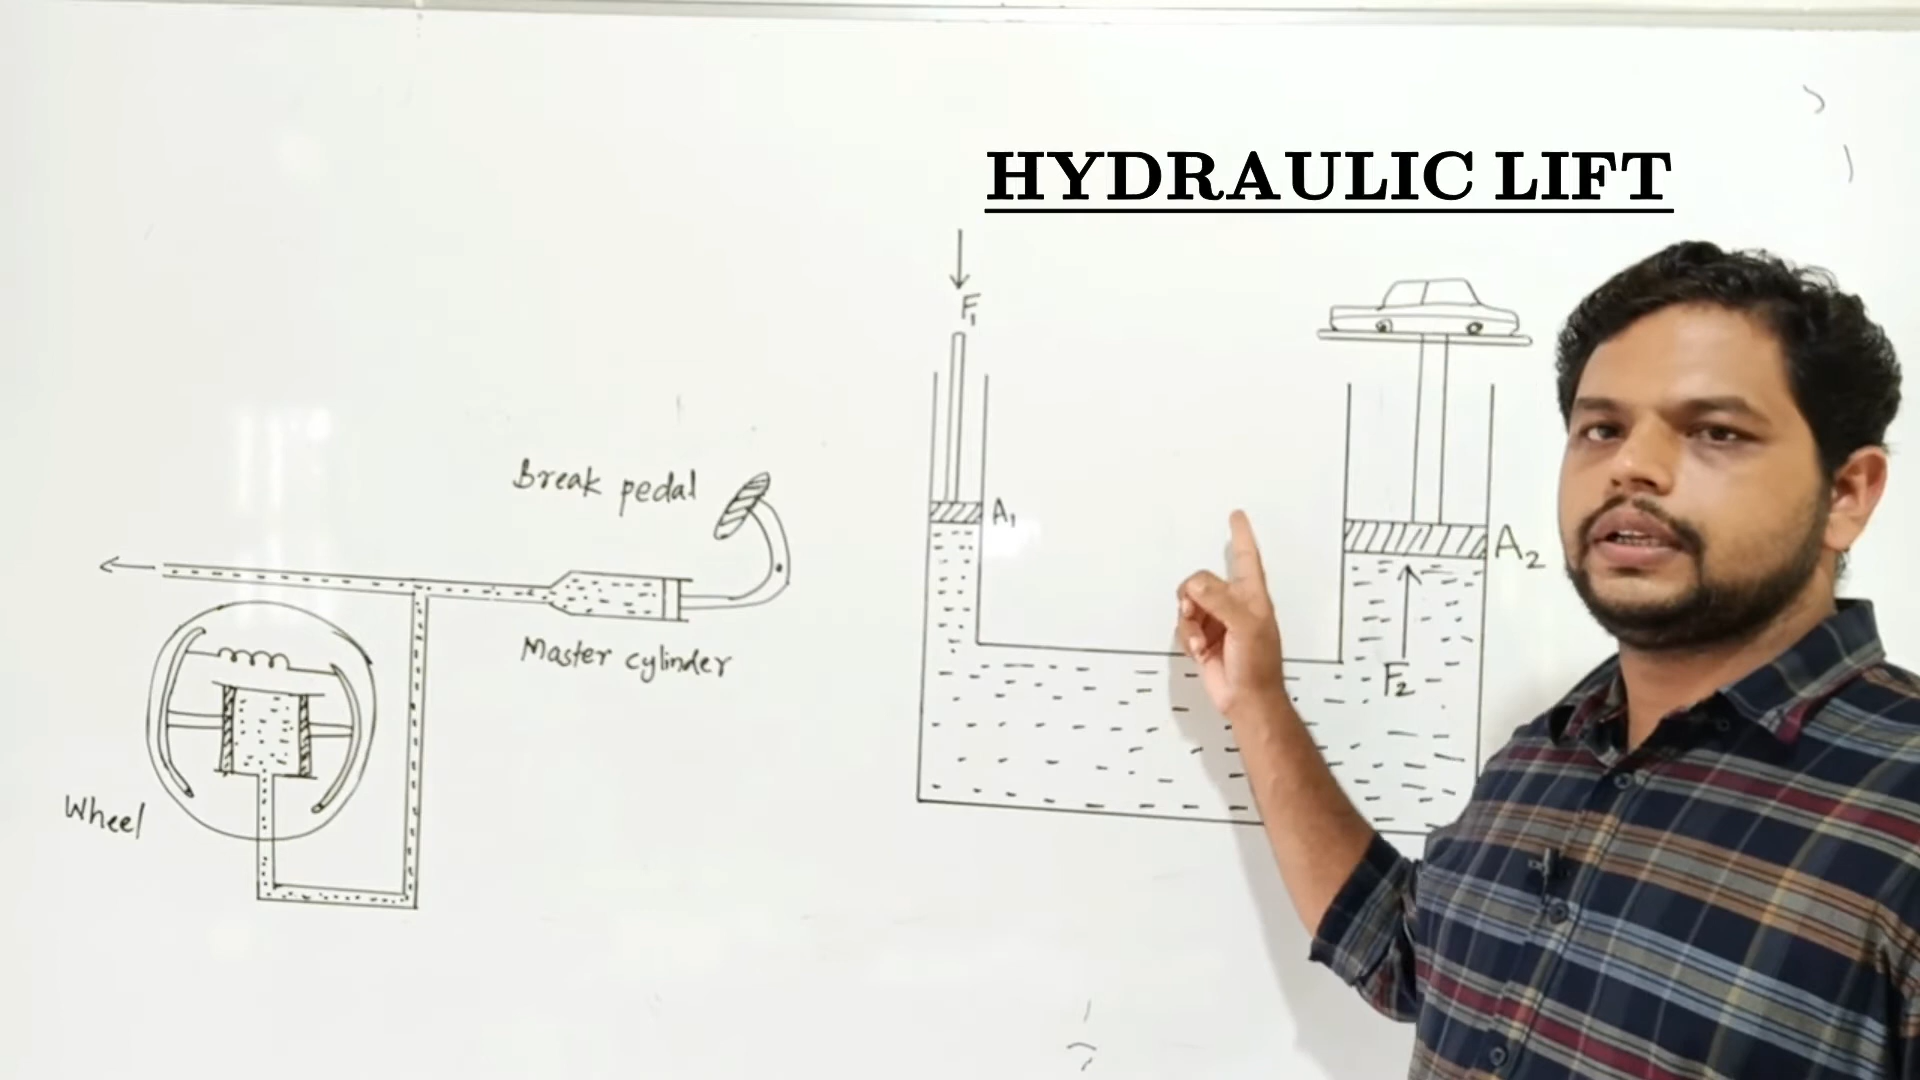 HYDRAULIC LIFT
F₁
A₁
A₂
F₂
Break pedal
Master cylinder
Wheel